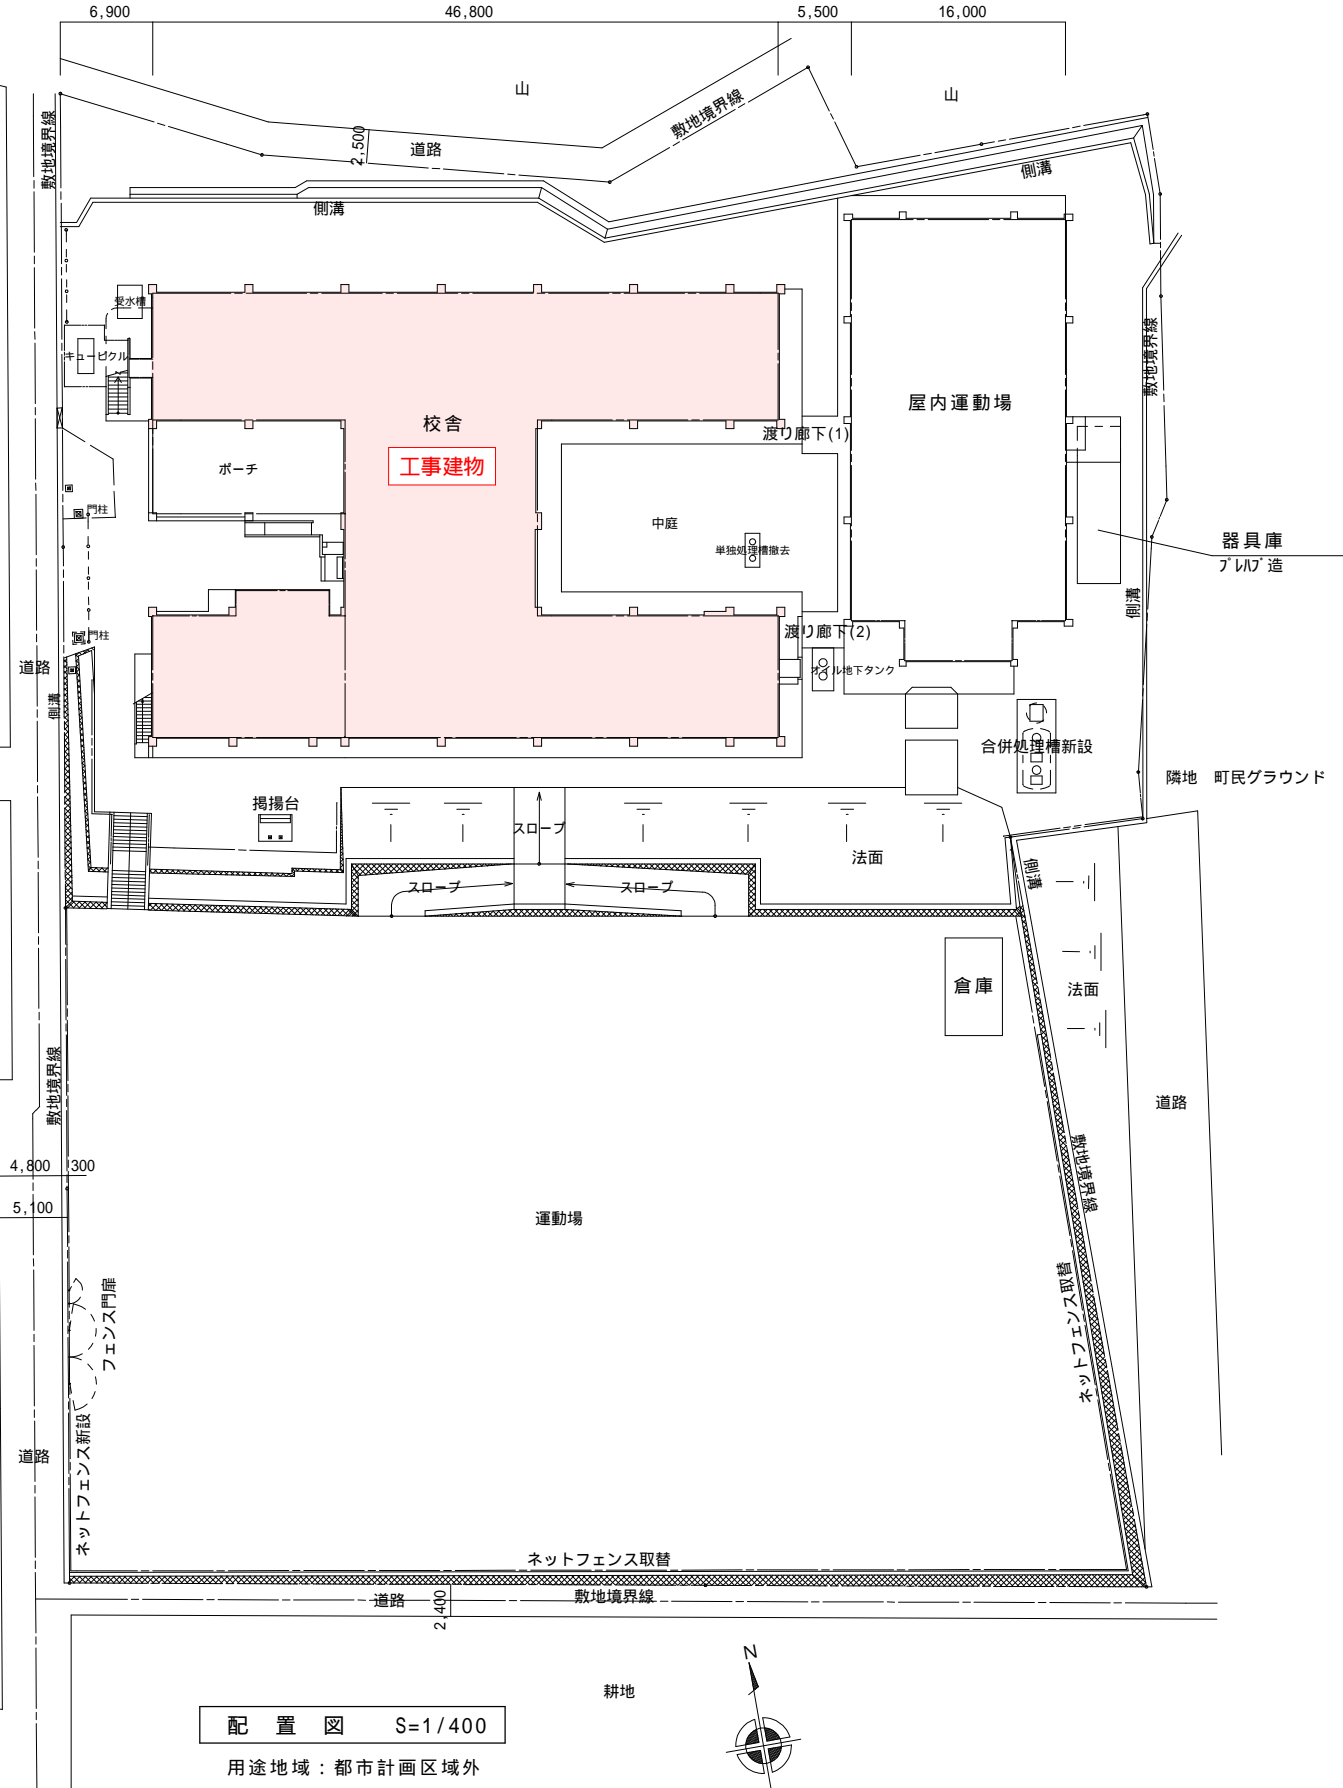 6,900
46,800
5,500
16,000
山
山
敷地境界線
敷地境界線
2,500
道路
側溝
側溝
受水槽
キュービクル
敷地境界線
校舎
工事建物
屋内運動場
渡り廊下(1)
ポーチ
門柱
中庭
単独処理槽撤去
器具庫
プレハブ造
側溝
門柱
渡り廊下(2)
道路
オイル地下タンク
側溝
合併処理槽新設
隣地 町民グラウンド
掲揚台
スロープ
法面
側溝
スロープ
スロープ
倉庫
法面
敷地境界線
道路
敷地境界線
4,800
300
5,100
運動場
フェンス門扉
ネットフェンス取替
道路
ネットフェンス新設
ネットフェンス取替
道路
2,400
敷地境界線
N
耕地
配置図 S=1/400
用途地域：都市計画区域外